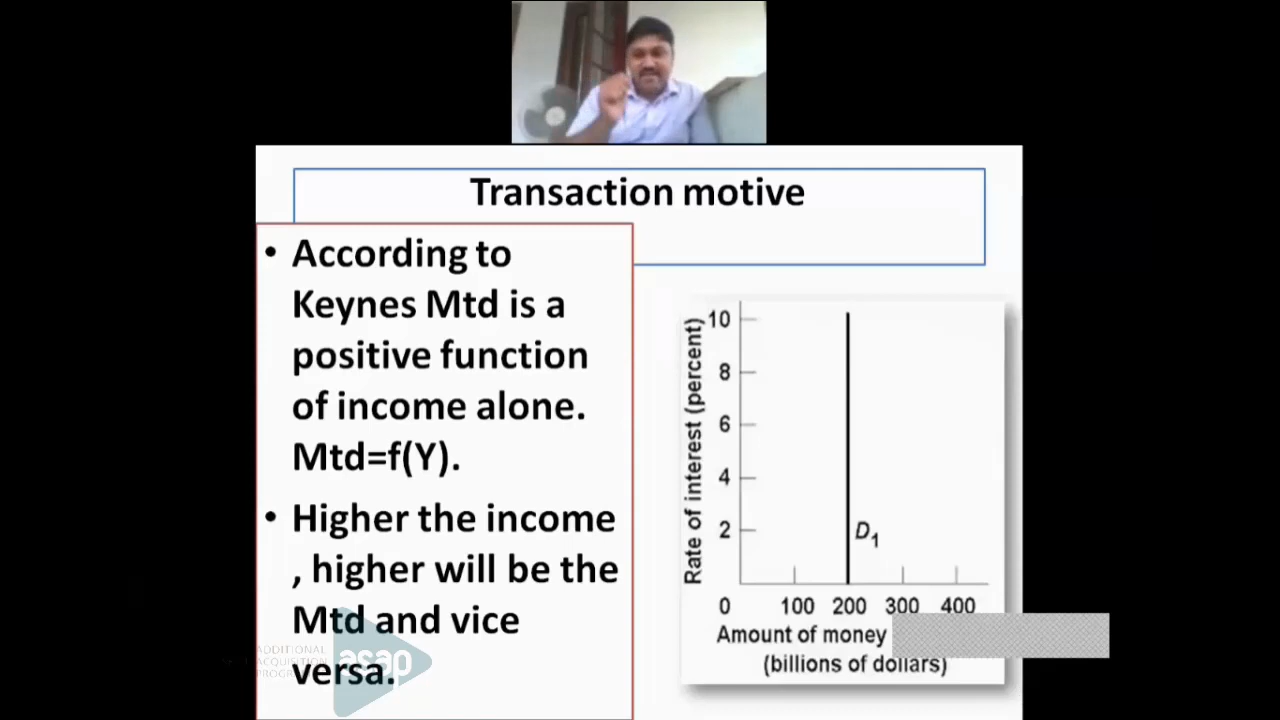 Transaction motive
• According to
Keynes Mtd is a
positive function
of income alone.
Mtd=f(Y).
• Higher the income
, higher will be the
Mtd and vice
versa.
Rate of interest (percent)
10
8
6
4
2
D1
0 100 200 300 400
Amount of money
(billions of dollars)
ADDITIONAL
ACQUISITION
asap